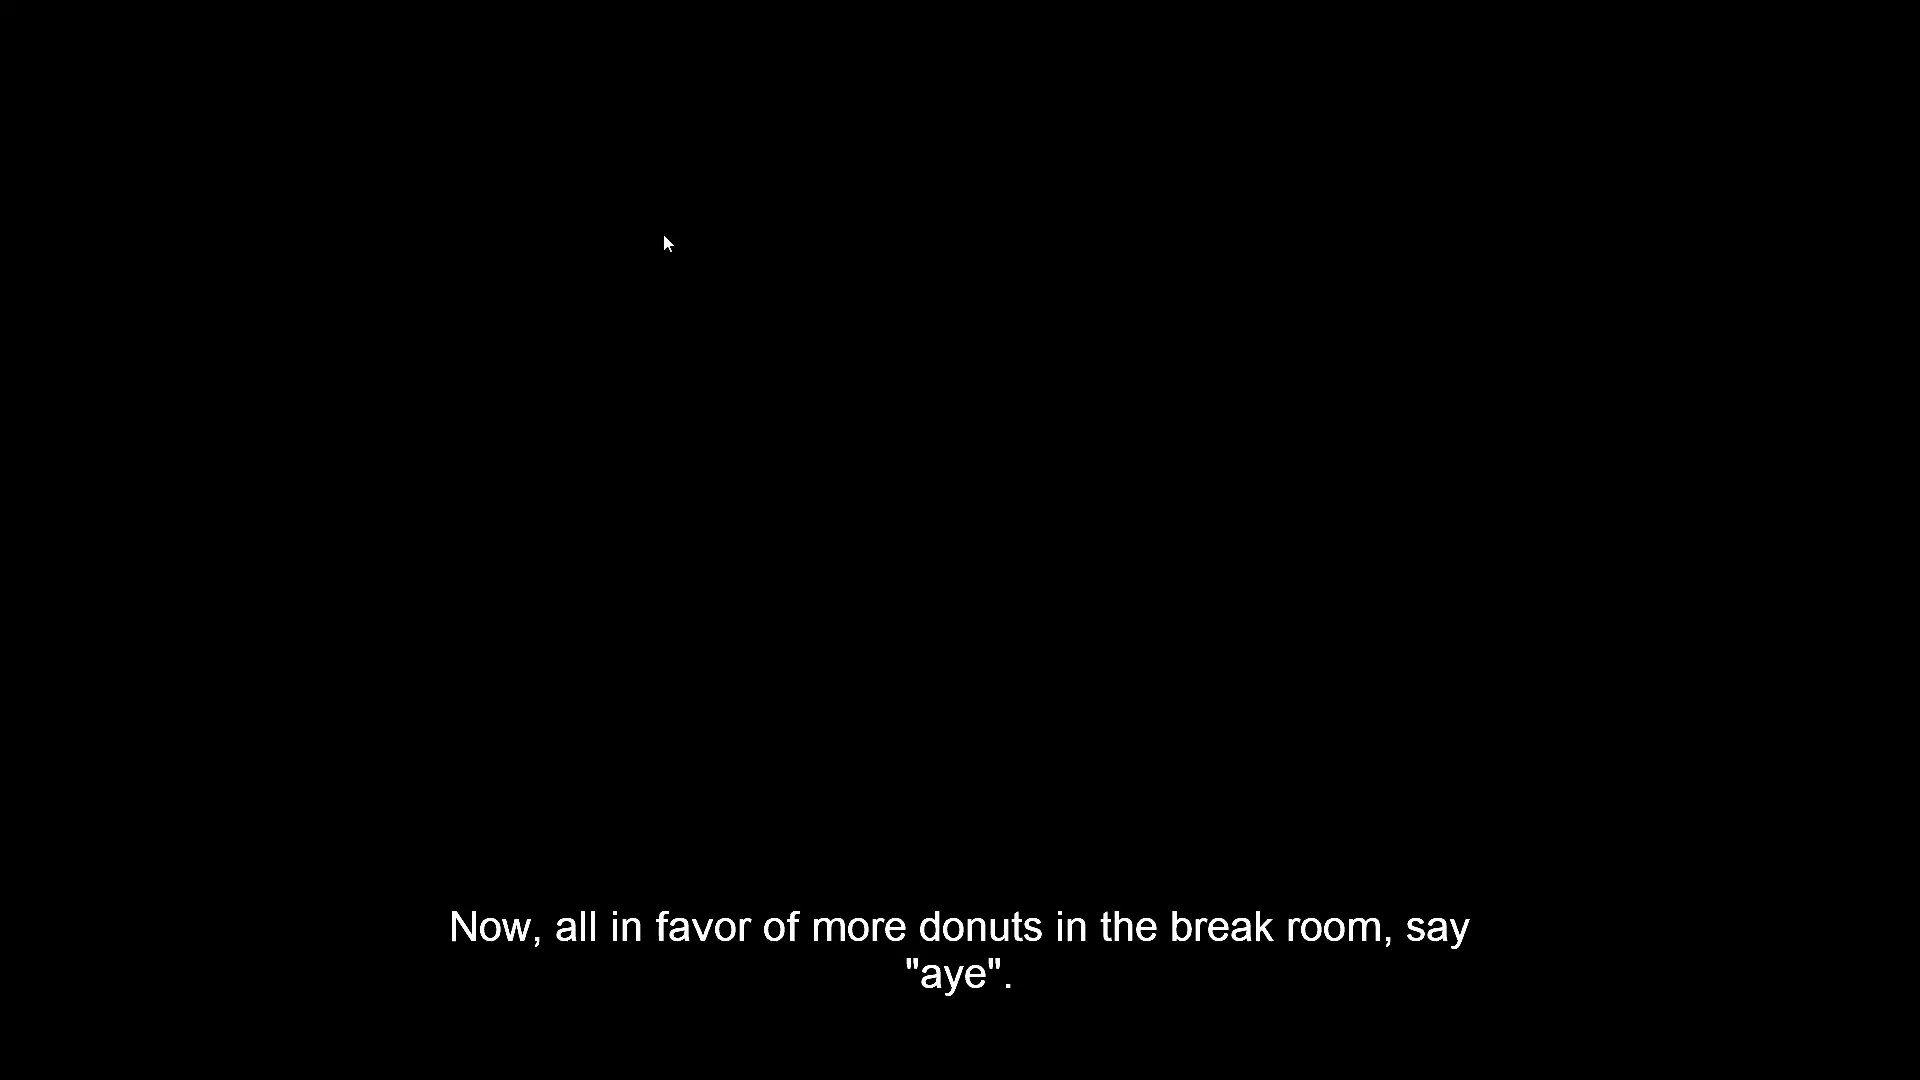 Now, all in favor of more donuts in the break room, say
"aye".